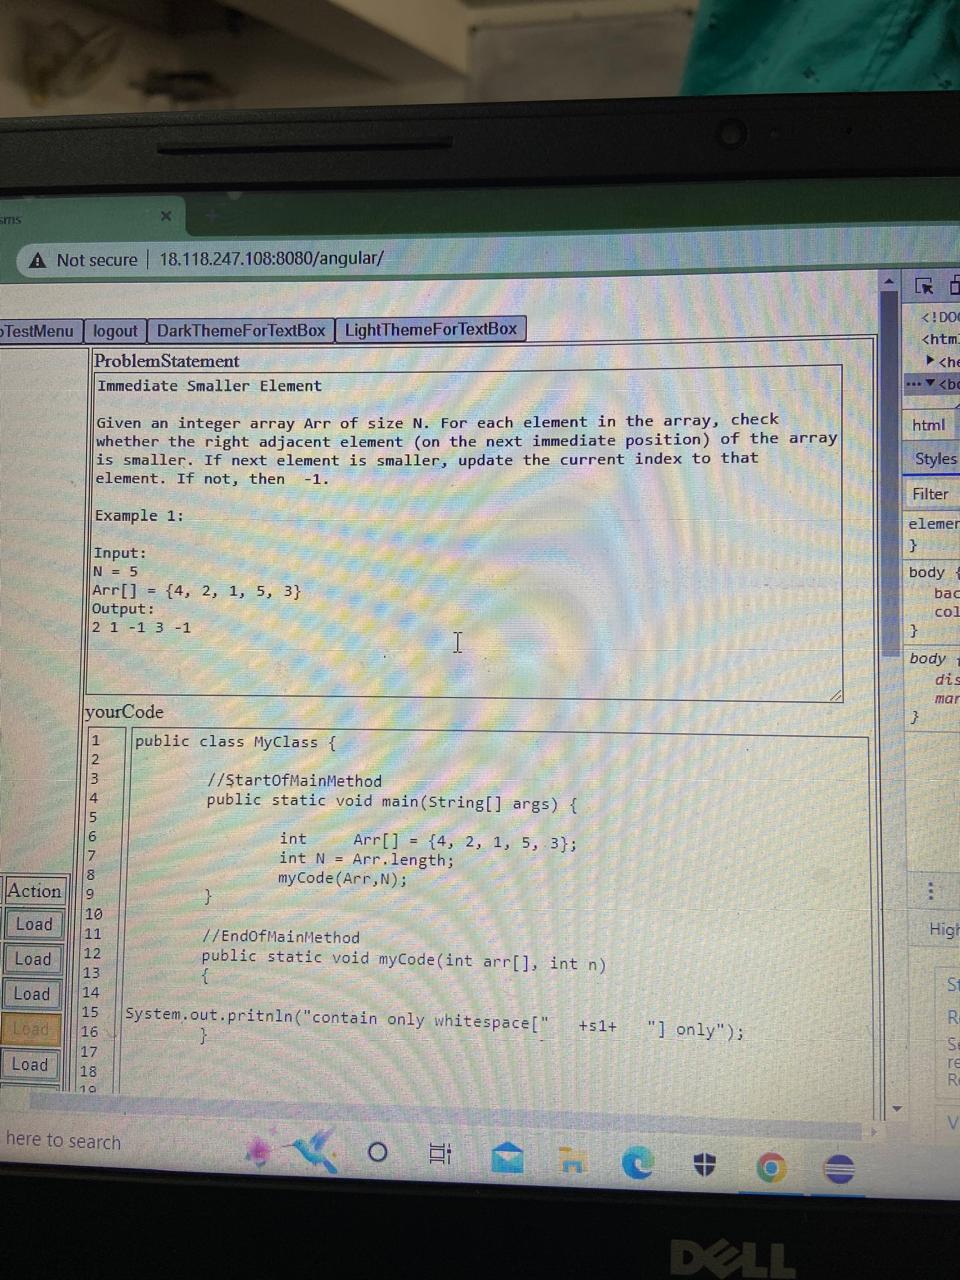 sms
Not secure | 18.118.247.108:8080/angular/
TestMenu logout DarkThemeForTextBox LightThemeForTextBox
ProblemStatement
Immediate Smaller Element
Given an integer array Arr of size N. For each element in the array, check
whether the right adjacent element (on the next immediate position) of the array
is smaller. If next element is smaller, update the current index to that
element. If not, then -1.
Example 1:
Input:
N = 5
Arr[] = {4, 2, 1, 5, 3}
Output:
2 1 -1 3 -1
yourCode
1 public class MyClass {
2
3 //StartOfMainMethod
4 public static void main(String[] args) {
5
6 int Arr[] = {4, 2, 1, 5, 3};
7 int N = Arr.length;
8 myCode(Arr,N);
9 }
10
11 //EndOfMainMethod
12 public static void myCode(int arr[], int n)
13 {
14
15 System.out.pritnln("contain only whitespace[" +s1+ "] only");
16 }
17
18
19
Action
Load
Load
Load
Load
Load
<!DO
<htm
<he
<bo
html
Styles
Filter
elemen
}
body {
bac
col
}
body
dis
mar
}
High
St
Re
Se
re
Re
V
here to search
DELL